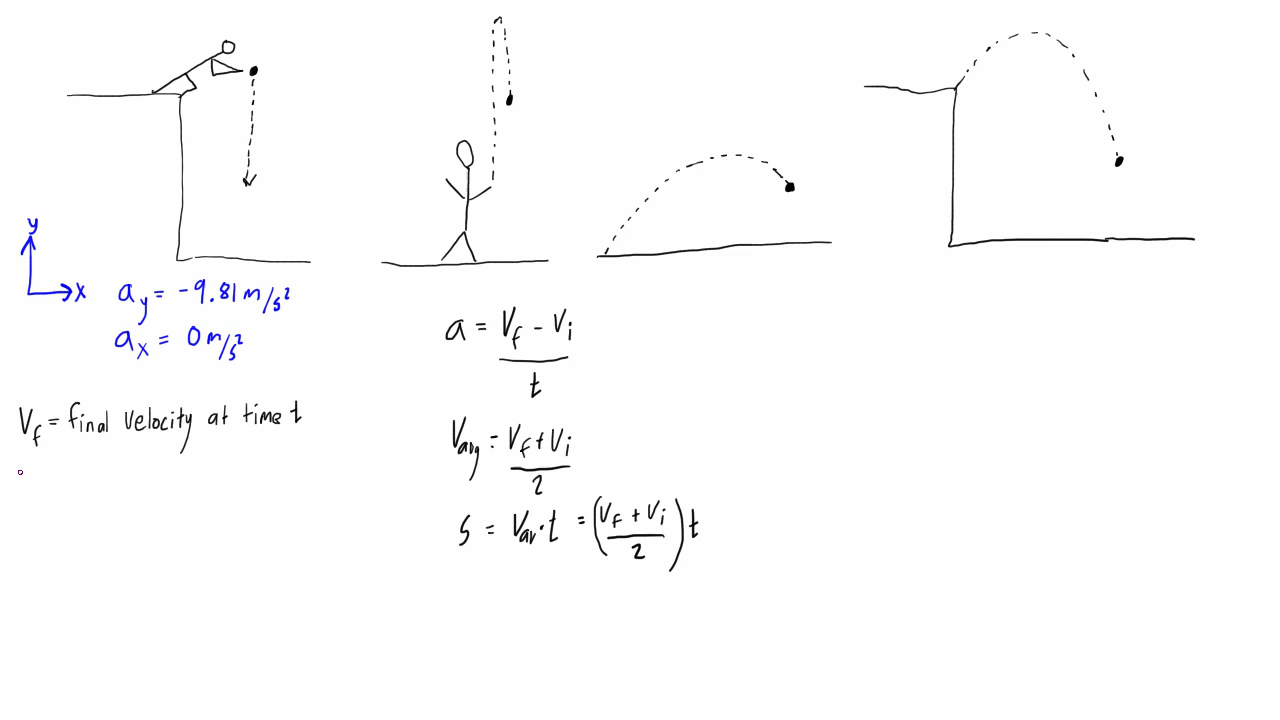 y
x
a_y = -9.81 m/s²
a_x = 0 m/s²
V_f = final velocity at time t
a = (V_f - V_i)/t
V_avg = (V_f + V_i)/2
s = V_av · t = ((V_f + V_i)/2) t